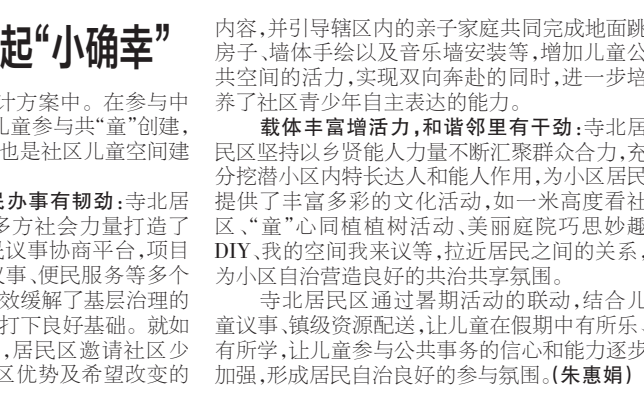 起“小确幸”
计方案中。在参与中
儿童参与共“童”创建,
也是社区儿童空间建
民办事有韧劲:寺北居
多方社会力量打造了
民议事协商平台,项目
议事、便民服务等多个
效缓解了基层治理的
打下良好基础。就如
,居民区邀请社区少
区优势及希望改变的
内容,并引导辖区内的亲子家庭共同完成地面跳
房子、墙体手绘以及音乐墙安装等,增加儿童公
共空间的活力,实现双向奔赴的同时,进一步培
养了社区青少年自主表达的能力。
载体丰富增活力,和谐邻里有干劲:寺北居
民区坚持以乡贤能人力量不断汇聚群众合力,充
分挖潜小区内特长达人和能人作用,为小区居民
提供了丰富多彩的文化活动,如一米高度看社
区、“童”心同植植树活动、美丽庭院巧思妙趣
DIY、我的空间我来议等,拉近居民之间的关系,
为小区自治营造良好的共治共享氛围。
寺北居民区通过暑期活动的联动,结合儿
童议事、镇级资源配送,让儿童在假期中有所乐、
有所学,让儿童参与公共事务的信心和能力逐步
加强,形成居民自治良好的参与氛围。(朱惠娟)